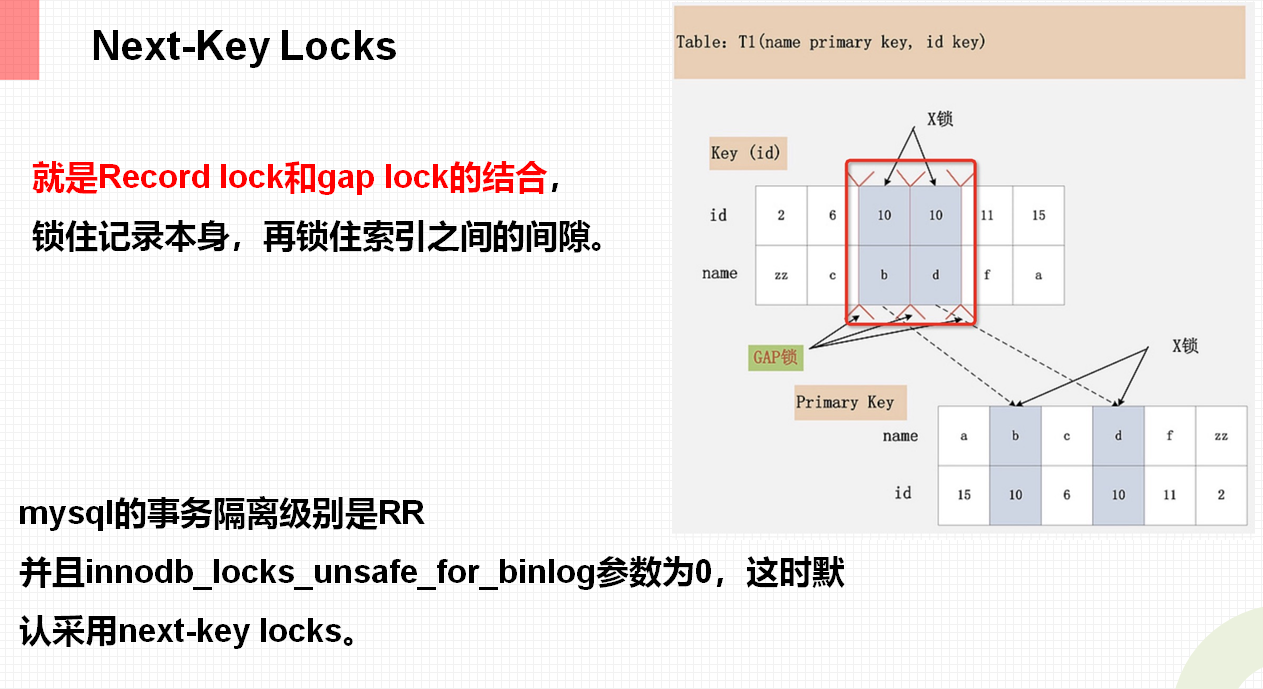 Next-Key Locks
就是Record lock和gap lock的结合，
锁住记录本身，再锁住索引之间的间隙。
mysql的事务隔离级别是RR
并且innodb_locks_unsafe_for_binlog参数为0，这时默
认采用next-key locks。
Table: T1(name primary key, id key)
X锁
Key (id)
id 2 6 10 10 11 15
name zz c b d f a
GAP锁
X锁
Primary Key
name a b c d f zz
id 15 10 6 10 11 2